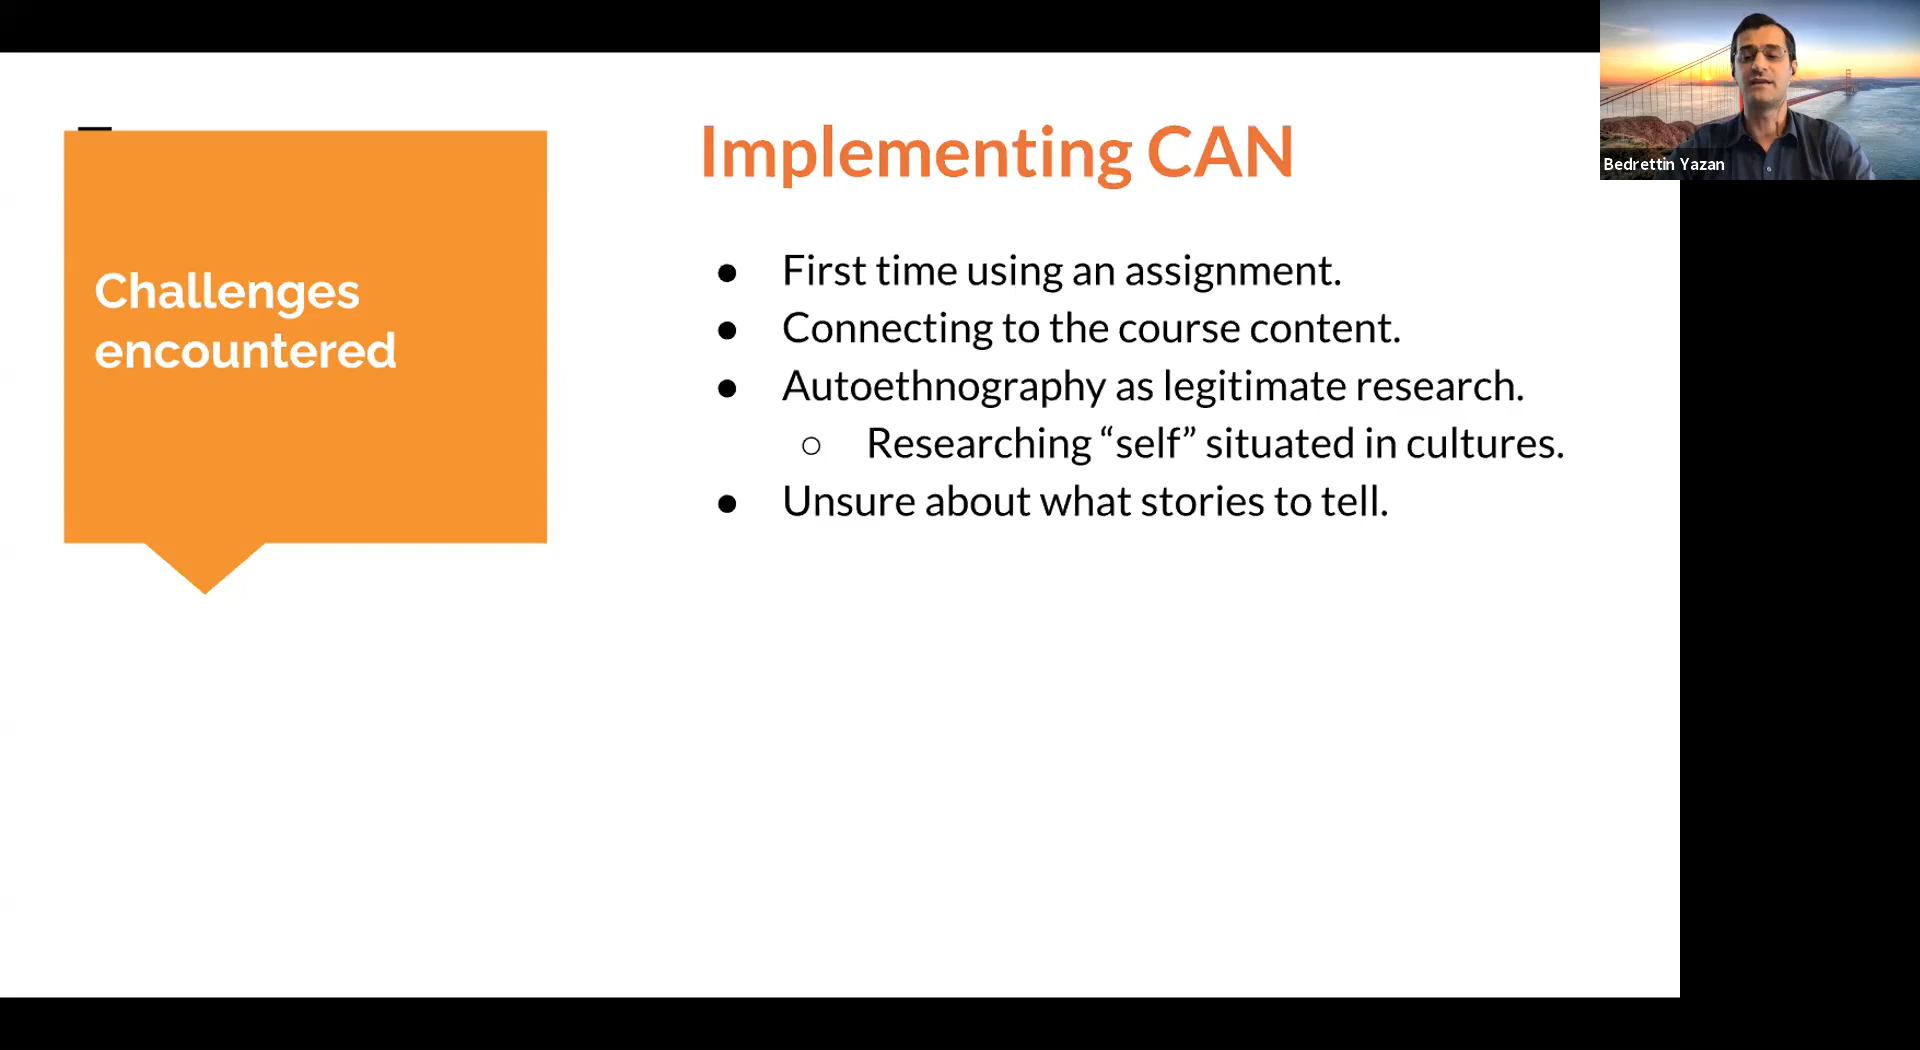 Challenges
encountered
Implementing CAN
● First time using an assignment.
● Connecting to the course content.
● Autoethnography as legitimate research.
○ Researching “self” situated in cultures.
● Unsure about what stories to tell.
Bedrettin Yazan